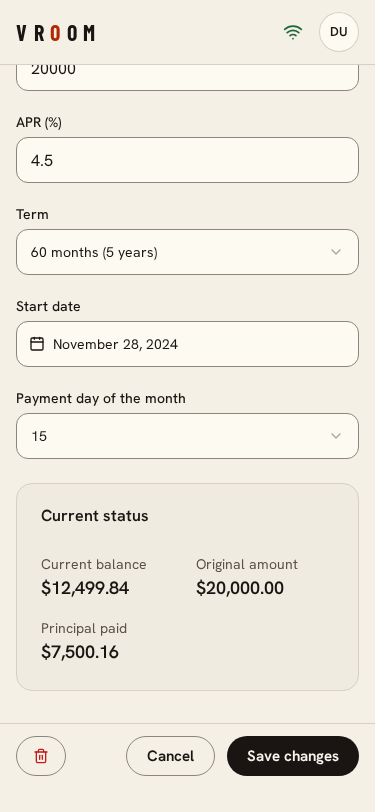 VROOM
DU
20000
APR (%)
4.5
Term
60 months (5 years)
Start date
November 28, 2024
Payment day of the month
15
Current status
Current balance
Original amount
$12,499.84
$20,000.00
Principal paid
$7,500.16
Cancel
Save changes